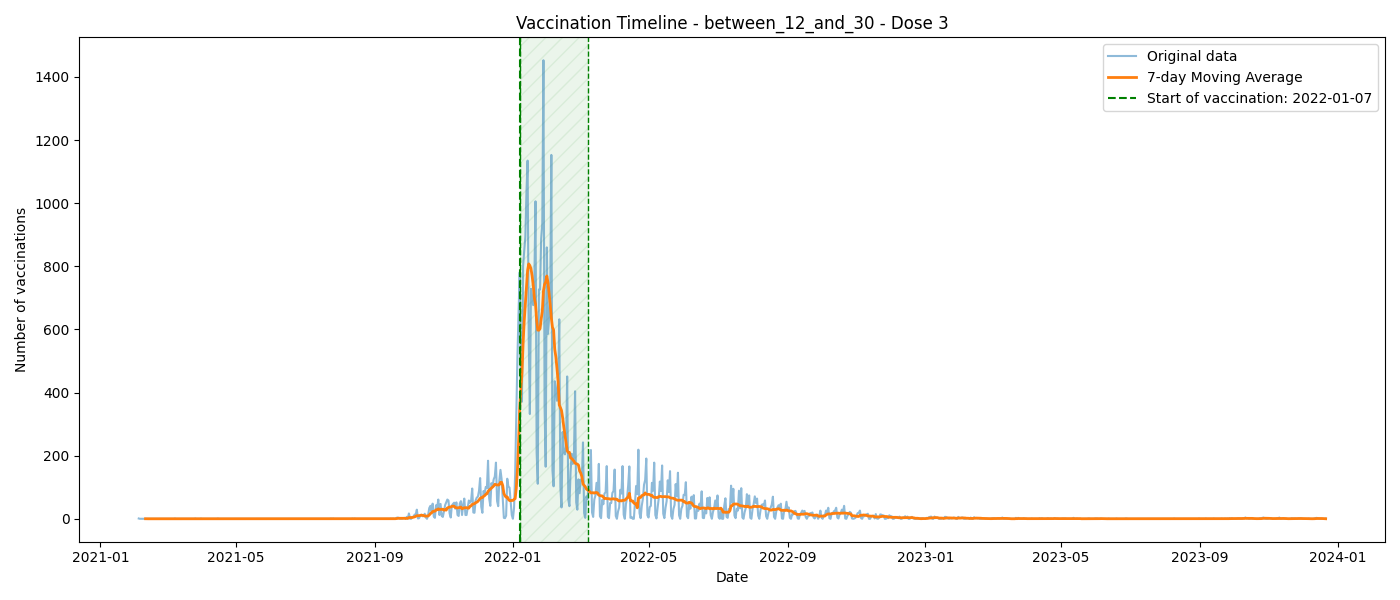 Vaccination Timeline - between_12_and_30 - Dose 3
Original data
7-day Moving Average
Start of vaccination: 2022-01-07
Number of vaccinations
1400
1200
1000
800
600
400
200
0
2021-01 2021-05 2021-09 2022-01 2022-05 2022-09 2023-01 2023-05 2023-09 2024-01
Date